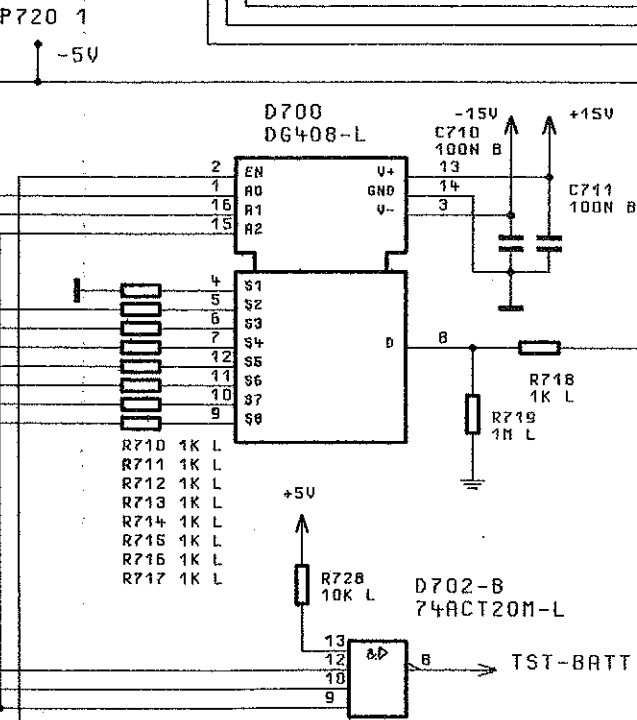 P720 1
-5V
D700
DG408-L
-15V
+15V
C710
100N B
C711
100N B
2 EN
1 A0
16 A1
15 A2
V+ 13
GND 14
V- 3
4 S1
5 S2
6 S3
7 S4
12 S5
11 S6
10 S7
9 S8
D 8
R718
1K L
R719
1M L
R710 1K L
R711 1K L
R712 1K L
R713 1K L
R714 1K L
R715 1K L
R716 1K L
R717 1K L
+5V
R728
10K L
D702-B
74ACT20M-L
13
12
10
9
&D
8
TST-BATT